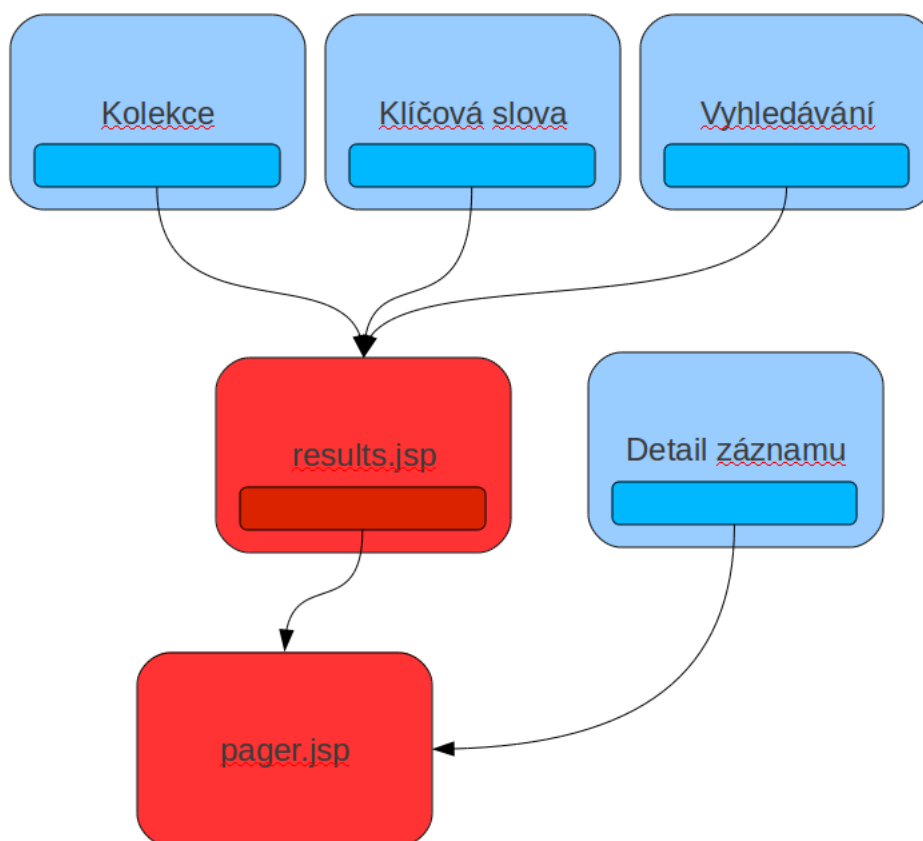 Kolekce
Klíčová slova
Vyhledávání
results.jsp
Detail záznamu
pager.jsp